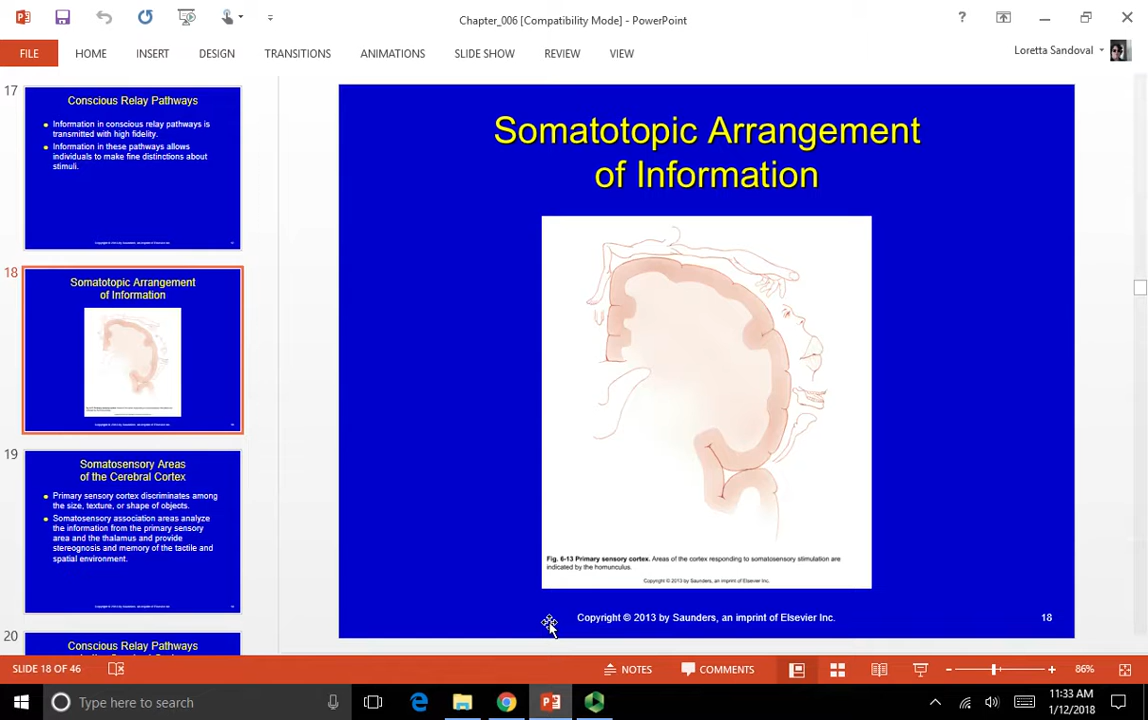 Chapter_006 [Compatibility Mode] - PowerPoint
?
FILE HOME INSERT DESIGN TRANSITIONS ANIMATIONS SLIDE SHOW REVIEW VIEW
Loretta Sandoval
17
Conscious Relay Pathways
Information in conscious relay pathways is
transmitted with high fidelity.
Information in these pathways allows
individuals to make fine distinctions about
stimuli.
18
Somatotopic Arrangement
of Information
19
Somatosensory Areas
of the Cerebral Cortex
Primary sensory cortex discriminates among
the size, texture, or shape of objects.
Somatosensory association areas analyze
the information from the primary sensory
area and the thalamus and provide
stereognosis and memory of the tactile and
spatial environment.
20
Conscious Relay Pathways
Somatotopic Arrangement
of Information
Fig. 6-13 Primary sensory cortex. Areas of the cortex responding to somatosensory stimulation are
indicated by the homunculus.
Copyright © 2013 by Saunders, an imprint of Elsevier Inc.
Copyright © 2013 by Saunders, an imprint of Elsevier Inc.
18
SLIDE 18 OF 46
NOTES
COMMENTS
86%
Type here to search
11:33 AM
1/12/2018